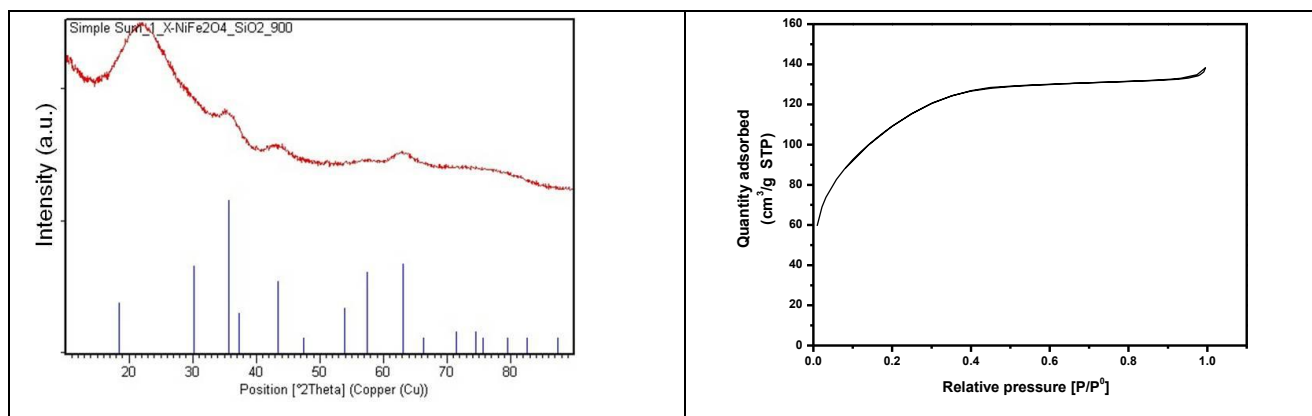 Simple Sum_1_X-NiFe2O4_SiO2_900
Intensity (a.u.)
20 30 40 50 60 70 80
Position [°2Theta] (Copper (Cu))
160
140
120
100
80
60
40
20
0
Quantity adsorbed
(cm³/g STP)
0.0 0.2 0.4 0.6 0.8 1.0
Relative pressure [P/P⁰]